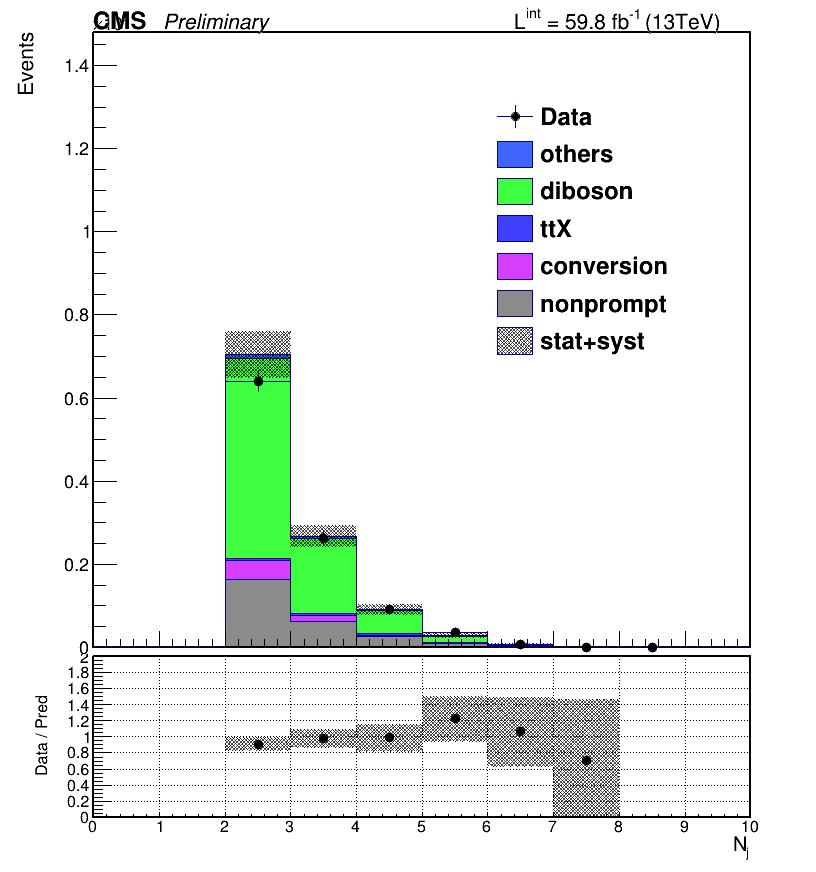 CMS Preliminary L^int = 59.8 fb^-1 (13TeV)
Events
1.4
1.2
1
0.8
0.6
0.4
0.2
0
Data
others
diboson
ttX
conversion
nonprompt
stat+syst
Data / Pred
2
1.8
1.6
1.4
1.2
1
0.8
0.6
0.4
0.2
0
0 1 2 3 4 5 6 7 8 9 10
N_j